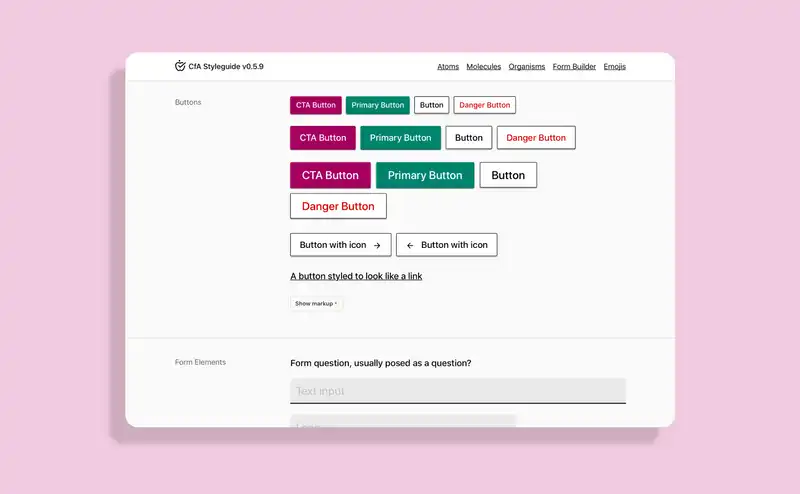 CfA Styleguide v0.5.9
Atoms Molecules Organisms Form Builder Emojis
Buttons
CTA Button Primary Button Button Danger Button
CTA Button Primary Button Button Danger Button
CTA Button Primary Button Button
Danger Button
Button with icon → ← Button with icon
A button styled to look like a link
Show markup
Form Elements
Form question, usually posed as a question?
Text input